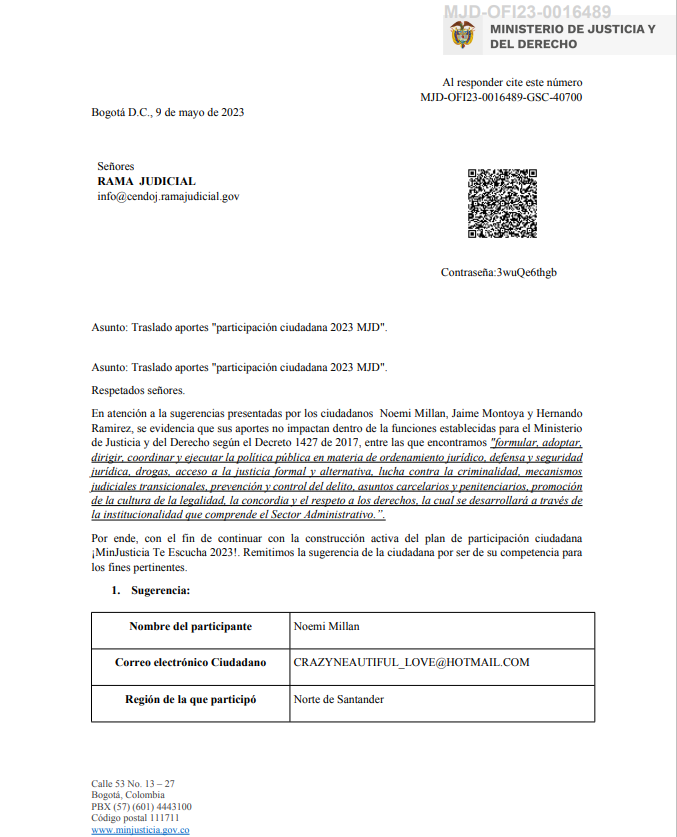 MJD-OFI23-0016489
MINISTERIO DE JUSTICIA Y
DEL DERECHO
Al responder cite este número
MJD-OFI23-0016489-GSC-40700
Bogotá D.C., 9 de mayo de 2023
Señores
RAMA JUDICIAL
info@cendoj.ramajudicial.gov
Contraseña:3wuQe6thgb
Asunto: Traslado aportes "participación ciudadana 2023 MJD".
Asunto: Traslado aportes "participación ciudadana 2023 MJD".
Respetados señores.
En atención a la sugerencias presentadas por los ciudadanos Noemi Millan, Jaime Montoya y Hernando
Ramirez, se evidencia que sus aportes no impactan dentro de la funciones establecidas para el Ministerio
de Justicia y del Derecho según el Decreto 1427 de 2017, entre las que encontramos "formular, adoptar,
dirigir, coordinar y ejecutar la política pública en materia de ordenamiento jurídico, defensa y seguridad
jurídica, drogas, acceso a la justicia formal y alternativa, lucha contra la criminalidad, mecanismos
judiciales transicionales, prevención y control del delito, asuntos carcelarios y penitenciarios, promoción
de la cultura de la legalidad, la concordia y el respeto a los derechos, la cual se desarrollará a través de
la institucionalidad que comprende el Sector Administrativo.”.
Por ende, con el fin de continuar con la construcción activa del plan de participación ciudadana
¡MinJusticia Te Escucha 2023!. Remitimos la sugerencia de la ciudadana por ser de su competencia para
los fines pertinentes.
1. Sugerencia:
Nombre del participante Noemi Millan
Correo electrónico Ciudadano CRAZYNEAUTIFUL_LOVE@HOTMAIL.COM
Región de la que participó Norte de Santander
Calle 53 No. 13 – 27
Bogotá, Colombia
PBX (57) (601) 4443100
Código postal 111711
www.minjusticia.gov.co